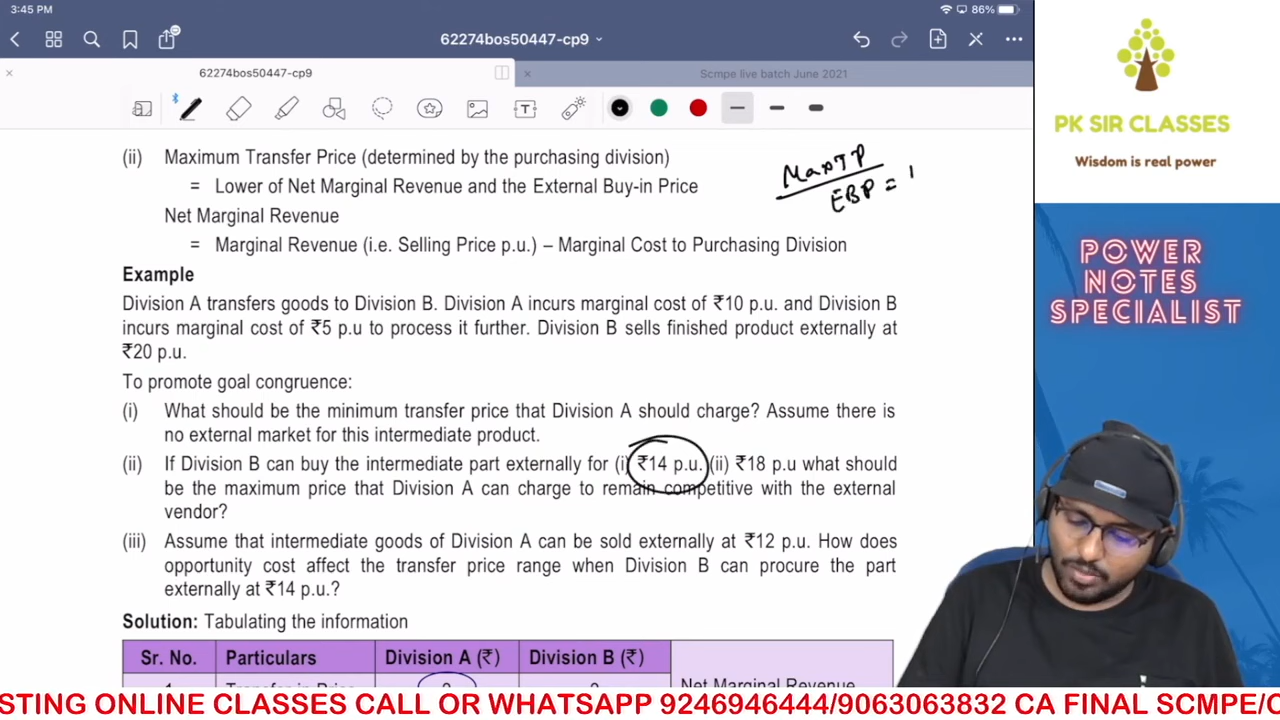 3:45 PM
86%
62274bos50447-cp9
62274bos50447-cp9
Scmpe live batch June 2021
(ii) Maximum Transfer Price (determined by the purchasing division)
= Lower of Net Marginal Revenue and the External Buy-in Price
Net Marginal Revenue
= Marginal Revenue (i.e. Selling Price p.u.) – Marginal Cost to Purchasing Division
Max TP
EBP = 1
Example
Division A transfers goods to Division B. Division A incurs marginal cost of ₹10 p.u. and Division B
incurs marginal cost of ₹5 p.u to process it further. Division B sells finished product externally at
₹20 p.u.
To promote goal congruence:
(i) What should be the minimum transfer price that Division A should charge? Assume there is
no external market for this intermediate product.
(ii) If Division B can buy the intermediate part externally for (i) ₹14 p.u. (ii) ₹18 p.u what should
be the maximum price that Division A can charge to remain competitive with the external
vendor?
(iii) Assume that intermediate goods of Division A can be sold externally at ₹12 p.u. How does
opportunity cost affect the transfer price range when Division B can procure the part
externally at ₹14 p.u.?
Solution: Tabulating the information
Sr. No. Particulars Division A (₹) Division B (₹)
1 Transfer-in Price Net Marginal Revenue
PK SIR CLASSES
Wisdom is real power
POWER
NOTES
SPECIALIST
STING ONLINE CLASSES CALL OR WHATSAPP 9246946444/9063063832 CA FINAL SCMPE/